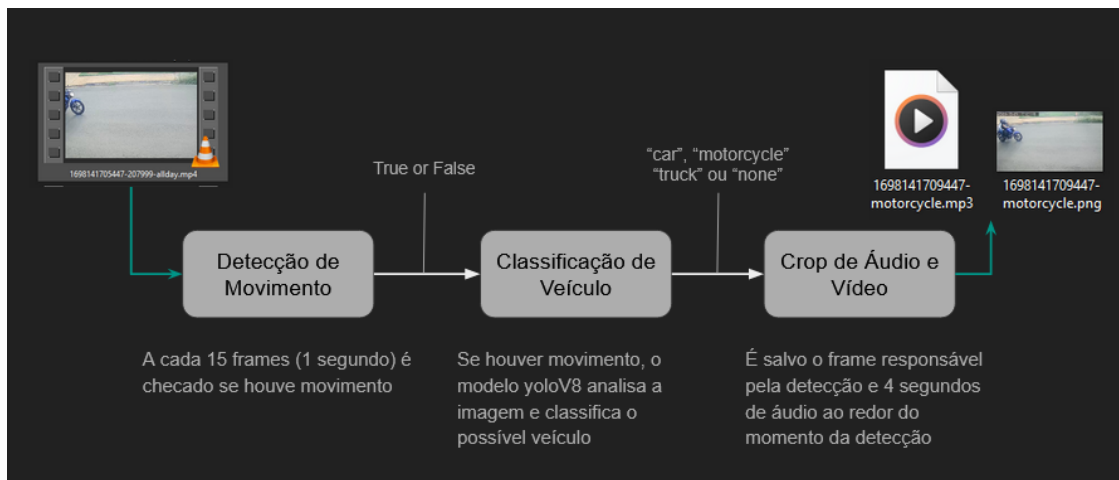 1698141705447-207999-allday.mp4
True or False
“car”, “motorcycle”
“truck” ou “none”
1698141709447-
motorcycle.mp3
1698141709447-
motorcycle.png
Detecção de
Movimento
Classificação de
Veículo
Crop de Áudio e
Vídeo
A cada 15 frames (1 segundo) é
checado se houve movimento
Se houver movimento, o
modelo yoloV8 analisa a
imagem e classifica o
possível veículo
É salvo o frame responsável
pela detecção e 4 segundos
de áudio ao redor do
momento da detecção